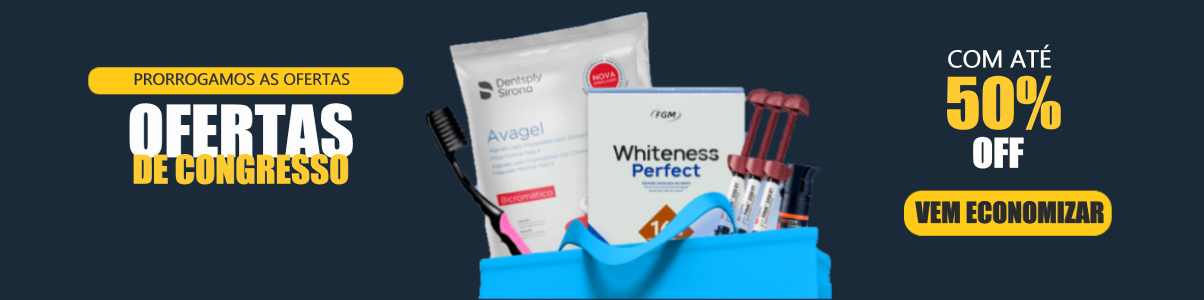 PRORROGAMOS AS OFERTAS
OFERTAS
DE CONGRESSO
Dentsply
Sirona
NOVA
Avagel
Bicromático
FGM
Whiteness
Perfect
COM ATÉ
50%
OFF
VEM ECONOMIZAR